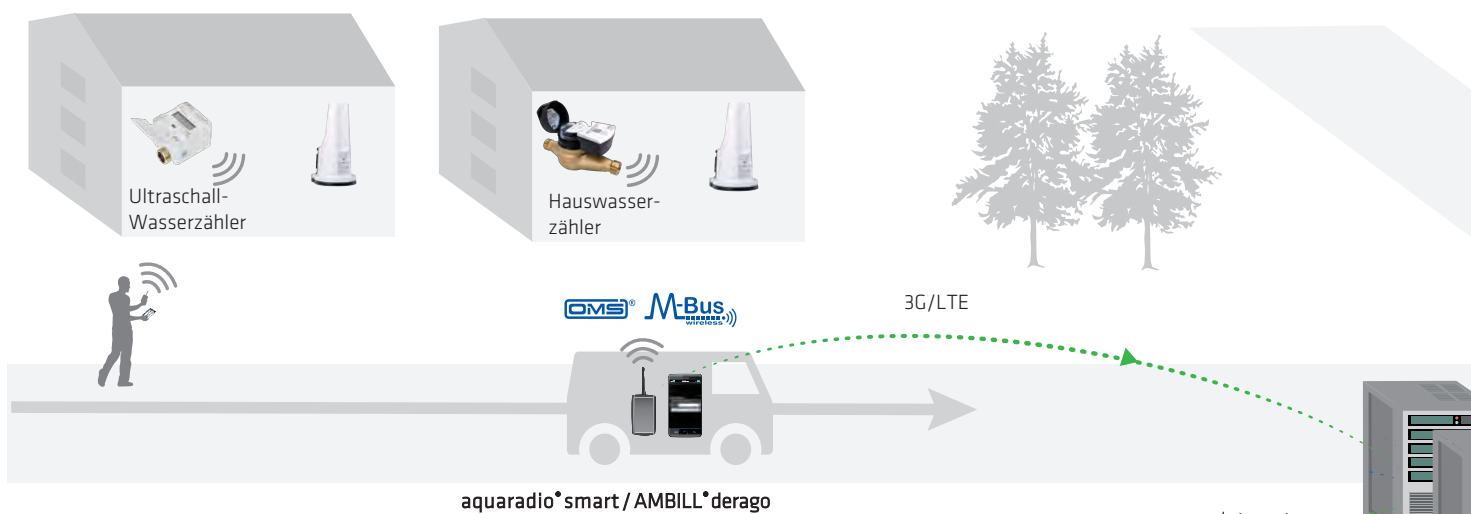 Ultraschall-
Wasserzähler
Hauswasser-
zähler
OMS®
M-Bus
wireless
3G/LTE
aquaradio® smart / AMBILL® derago